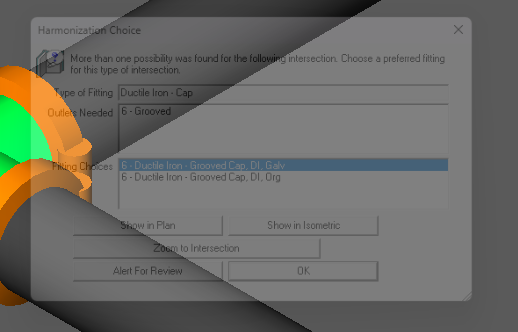 Harmonization Choice
More than one possibility was found for the following intersection. Choose a preferred fitting
for this type of intersection.
Type of Fitting Ductile Iron - Cap
Outlets Needed 6 - Grooved
Fitting Choices 6 - Ductile Iron - Grooved Cap, DI, Galv
6 - Ductile Iron - Grooved Cap, DI, Org
Show in Plan Show in Isometric
Zoom to Intersection
Alert For Review OK